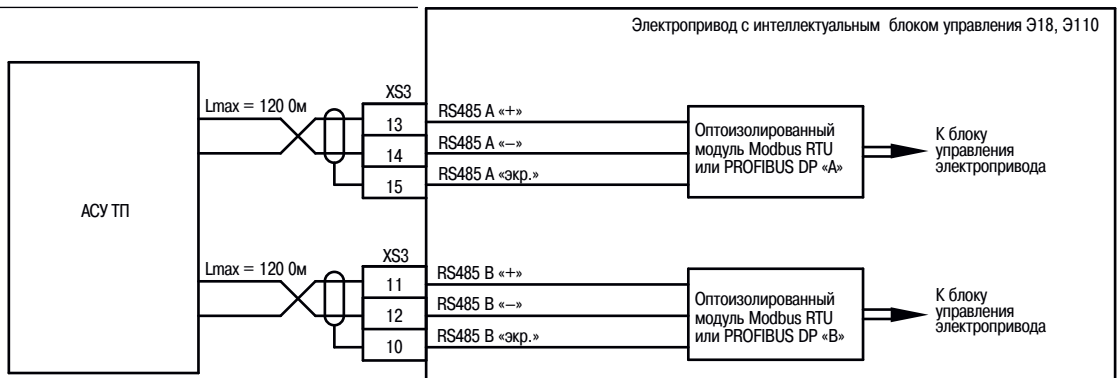 Электропривод с интеллектуальным блоком управления Э18, Э110
АСУ ТП
Lmax = 120 Ом
XS3
13
14
15
RS485 A «+»
RS485 A «–»
RS485 A «экр.»
Оптоизолированный
модуль Modbus RTU
или PROFIBUS DP «А»
К блоку
управления
электропривода
Lmax = 120 Ом
XS3
11
12
10
RS485 B «+»
RS485 B «–»
RS485 B «экр.»
Оптоизолированный
модуль Modbus RTU
или PROFIBUS DP «В»
К блоку
управления
электропривода